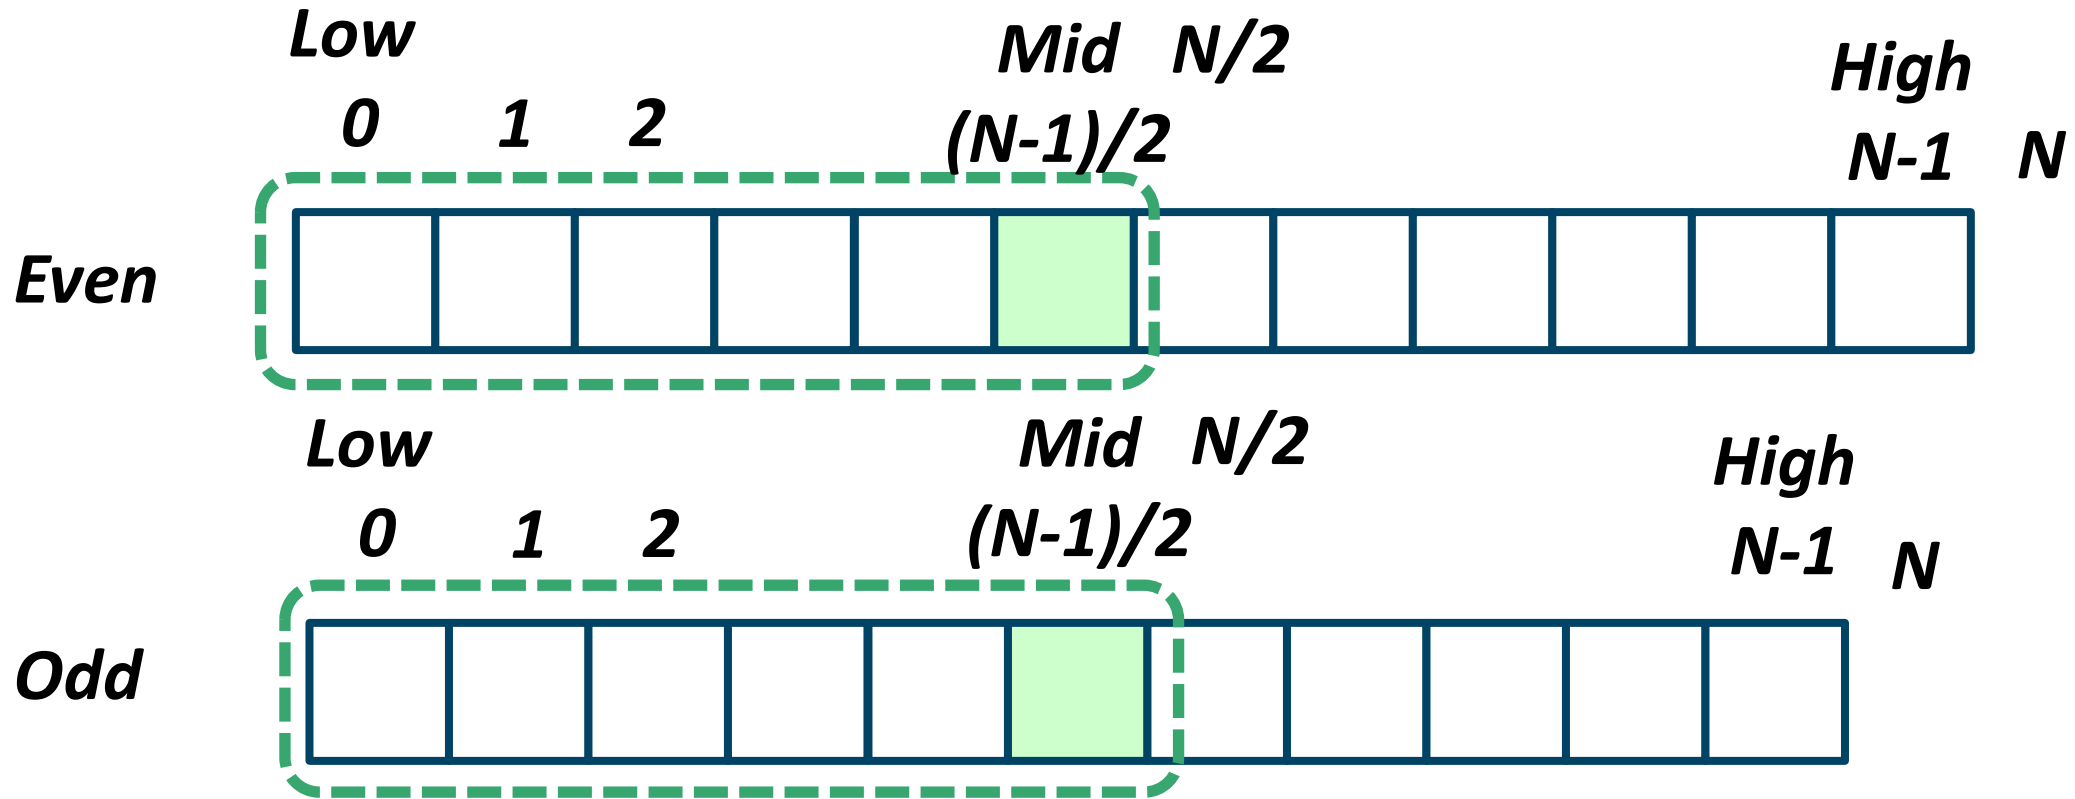 Low Mid N/2 High
0 1 2 (N-1)/2 N-1 N
Even
Low Mid N/2 High
0 1 2 (N-1)/2 N-1 N
Odd